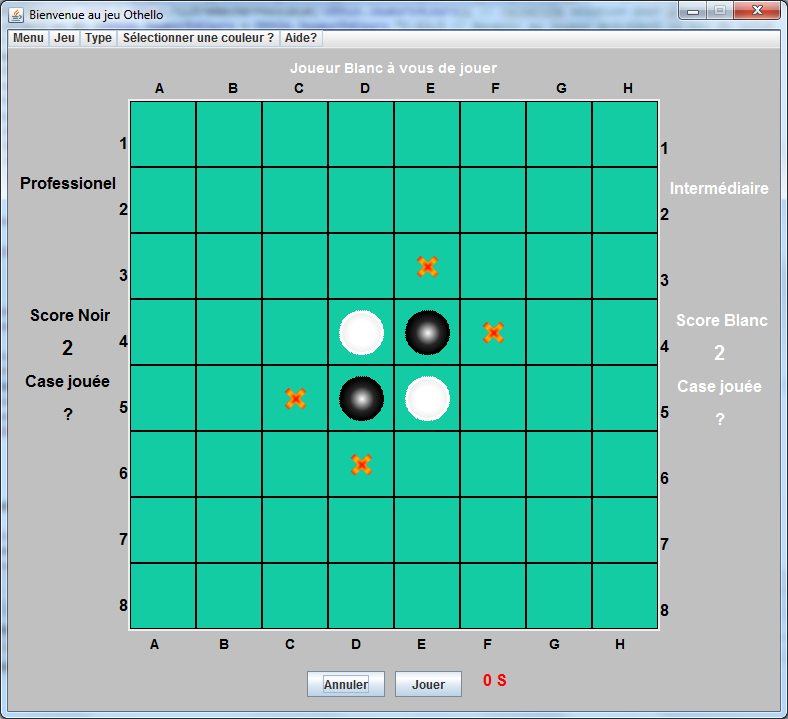 Bienvenue au jeu Othello
Menu Jeu Type Sélectionner une couleur ? Aide?
Joueur Blanc à vous de jouer
A B C D E F G H
1 1
Professionel Intermédiaire
2 2
3 3
Score Noir Score Blanc
4 4
2 2
Case jouée Case jouée
5 5
? ?
6 6
7 7
8 8
A B C D E F G H
Annuler Jouer 0 S